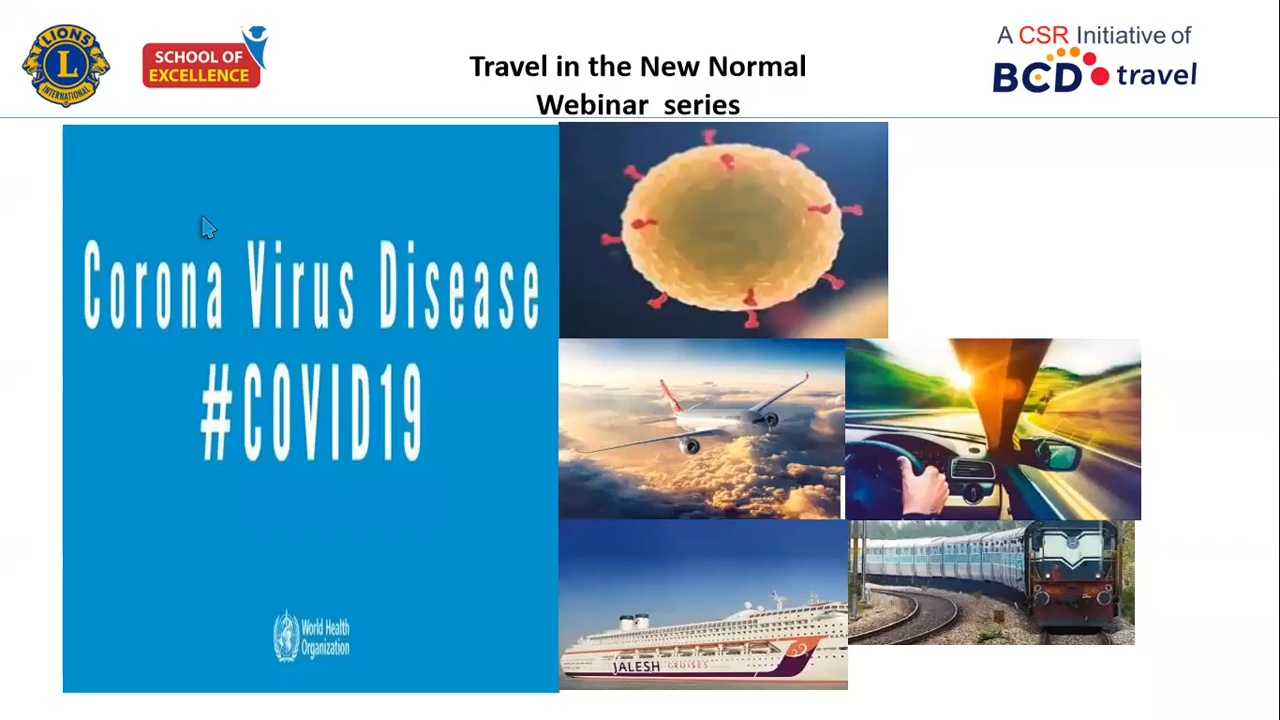 LIONS
L
INTERNATIONAL
SCHOOL OF
EXCELLENCE
Travel in the New Normal
Webinar series
A CSR Initiative of
BCD travel
Corona Virus Disease
#COVID19
World Health
Organization
JALESH CRUISES